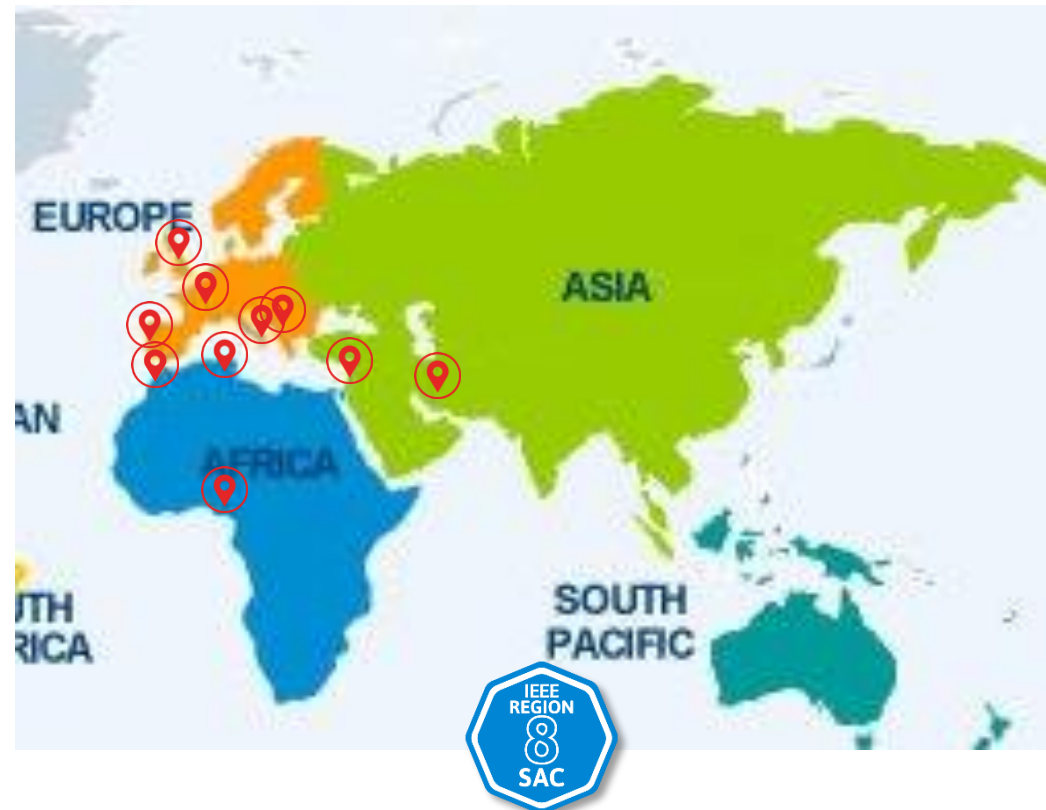 EUROPE
ASIA
AN
AFRICA
UTH
RICA
SOUTH
PACIFIC
IEEE
REGION
8
SAC